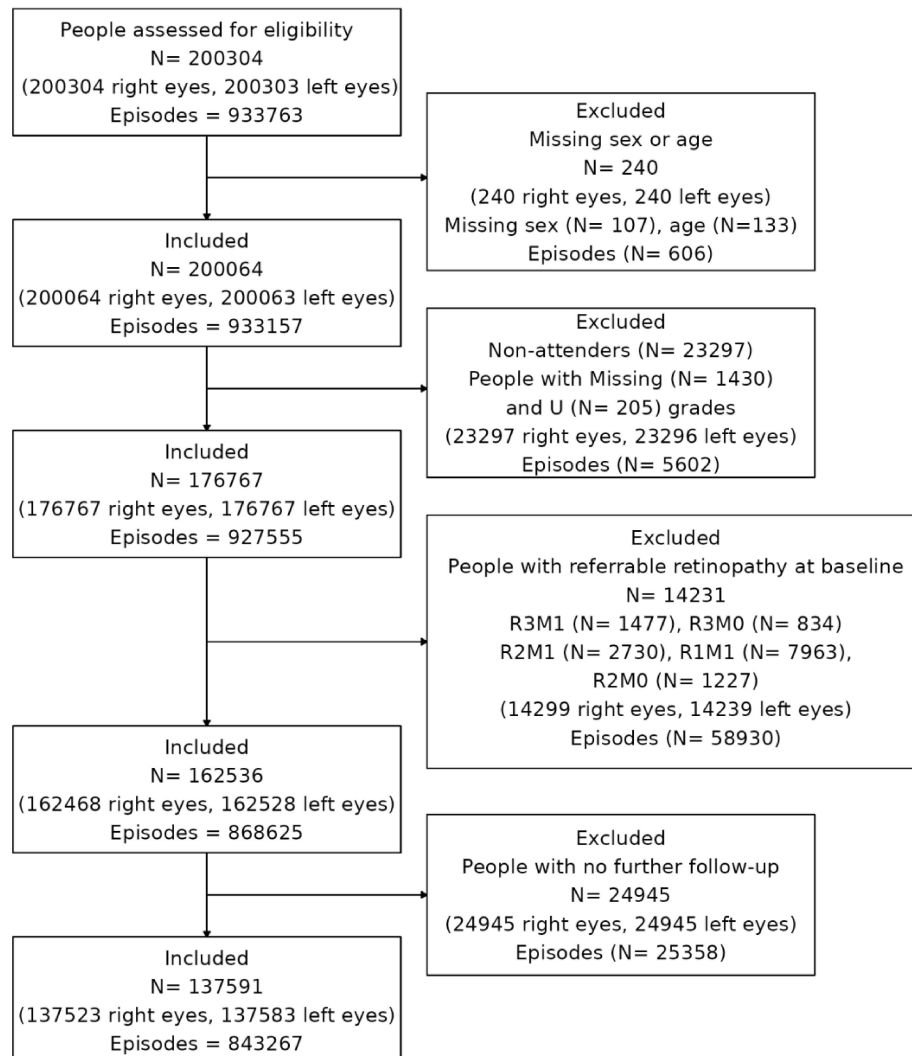 People assessed for eligibility
N= 200304
(200304 right eyes, 200303 left eyes)
Episodes = 933763
Excluded
Missing sex or age
N= 240
(240 right eyes, 240 left eyes)
Missing sex (N= 107), age (N=133)
Episodes (N= 606)
Included
N= 200064
(200064 right eyes, 200063 left eyes)
Episodes = 933157
Excluded
Non-attenders (N= 23297)
People with Missing (N= 1430)
and U (N= 205) grades
(23297 right eyes, 23296 left eyes)
Episodes (N= 5602)
Included
N= 176767
(176767 right eyes, 176767 left eyes)
Episodes = 927555
Excluded
People with referrable retinopathy at baseline
N= 14231
R3M1 (N= 1477), R3M0 (N= 834)
R2M1 (N= 2730), R1M1 (N= 7963),
R2M0 (N= 1227)
(14299 right eyes, 14239 left eyes)
Episodes (N= 58930)
Included
N= 162536
(162468 right eyes, 162528 left eyes)
Episodes = 868625
Excluded
People with no further follow-up
N= 24945
(24945 right eyes, 24945 left eyes)
Episodes (N= 25358)
Included
N= 137591
(137523 right eyes, 137583 left eyes)
Episodes = 843267